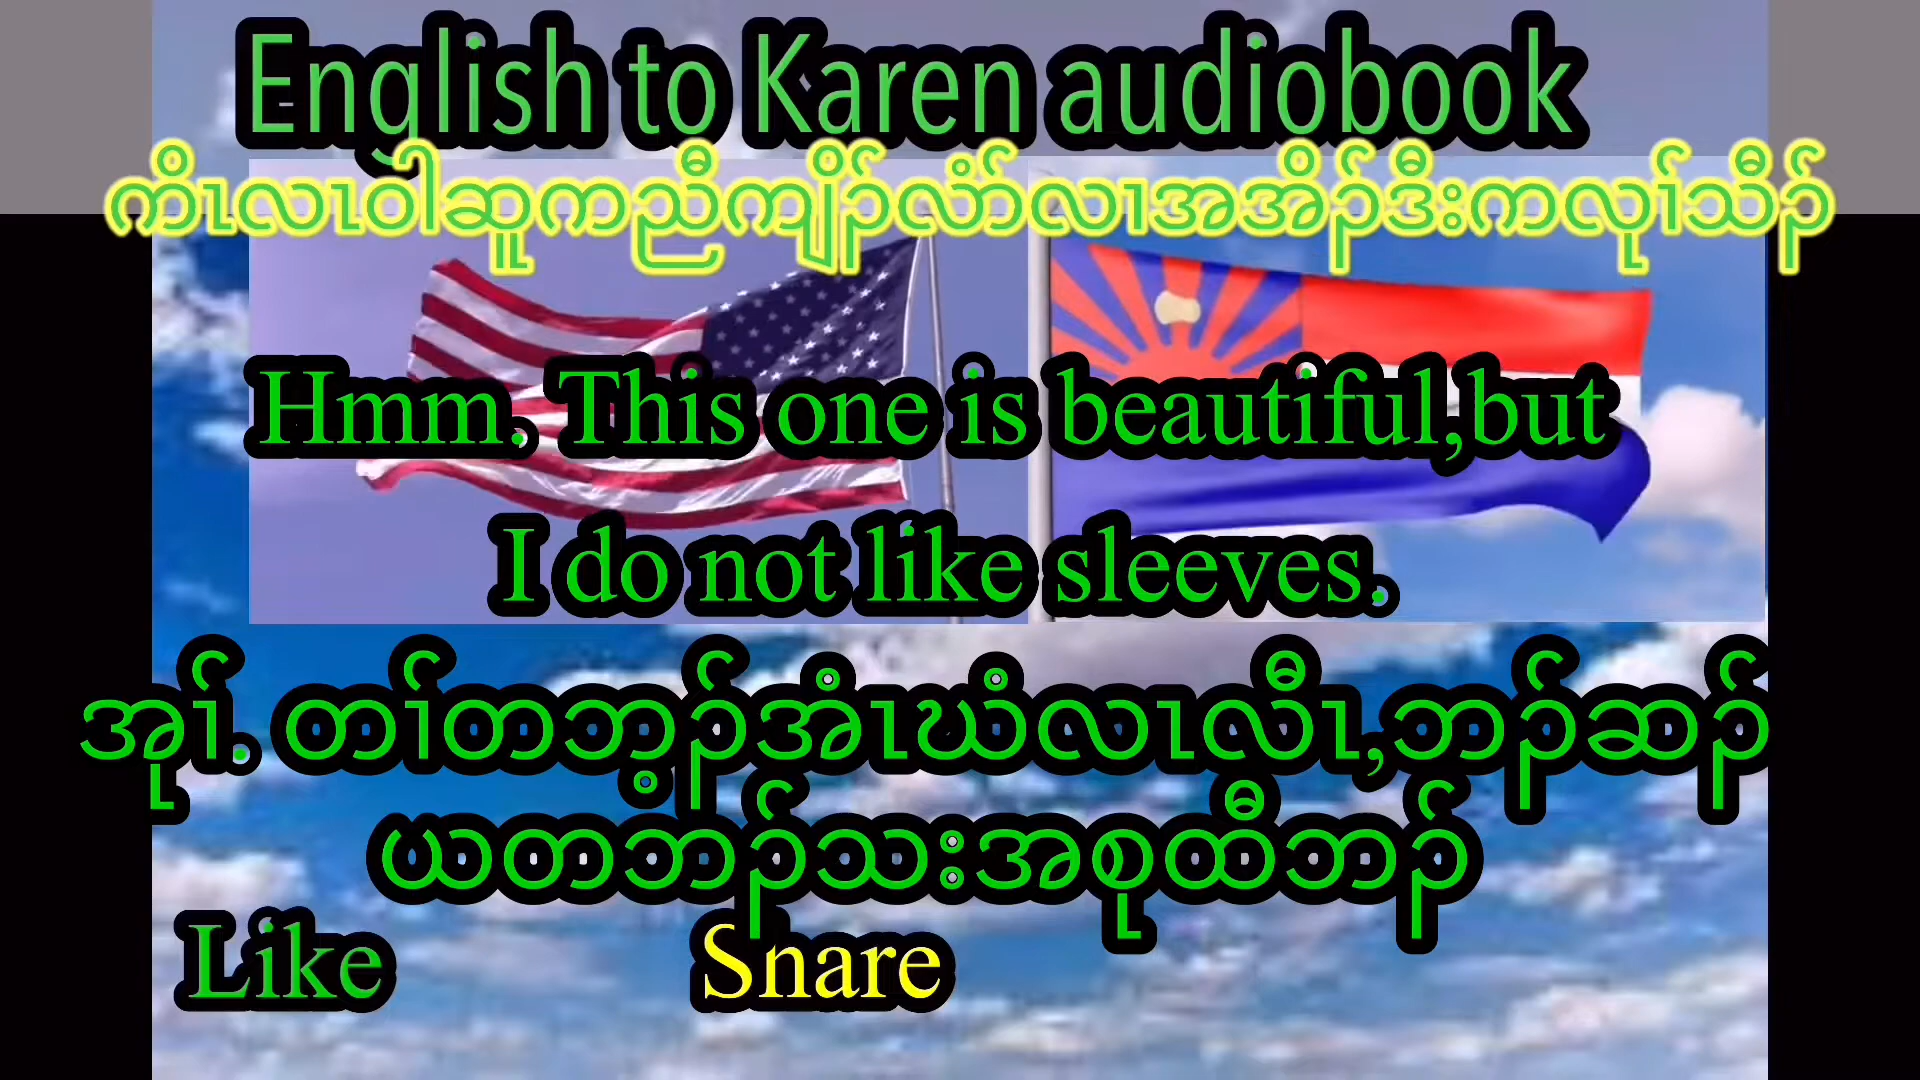 English to Karen audiobook
ကိၤလၤဝါဆူကညီကျိၣ်လံာ်လၢအအိၣ်ဒီးကလုၢ်သီၣ်
Hmm. This one is beautiful,but
I do not like sleeves.
အုၢ်. တၢ်တဘ့ၣ်အံၤဃံလၤလီၤ,ဘၣ်ဆၣ်
ယတဘၣ်သးအစုထီဘၣ်
Like Snare